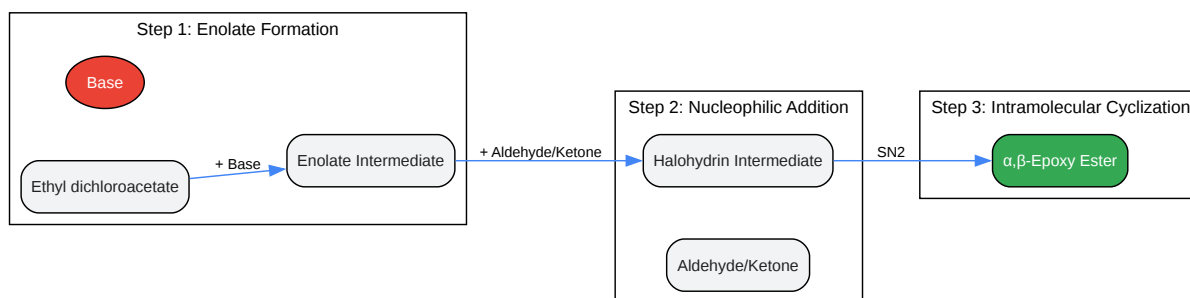 Step 1: Enolate Formation
Base
Ethyl dichloroacetate
+ Base
Enolate Intermediate
+ Aldehyde/Ketone
Step 2: Nucleophilic Addition
Halohydrin Intermediate
Aldehyde/Ketone
SN2
Step 3: Intramolecular Cyclization
α,β-Epoxy Ester